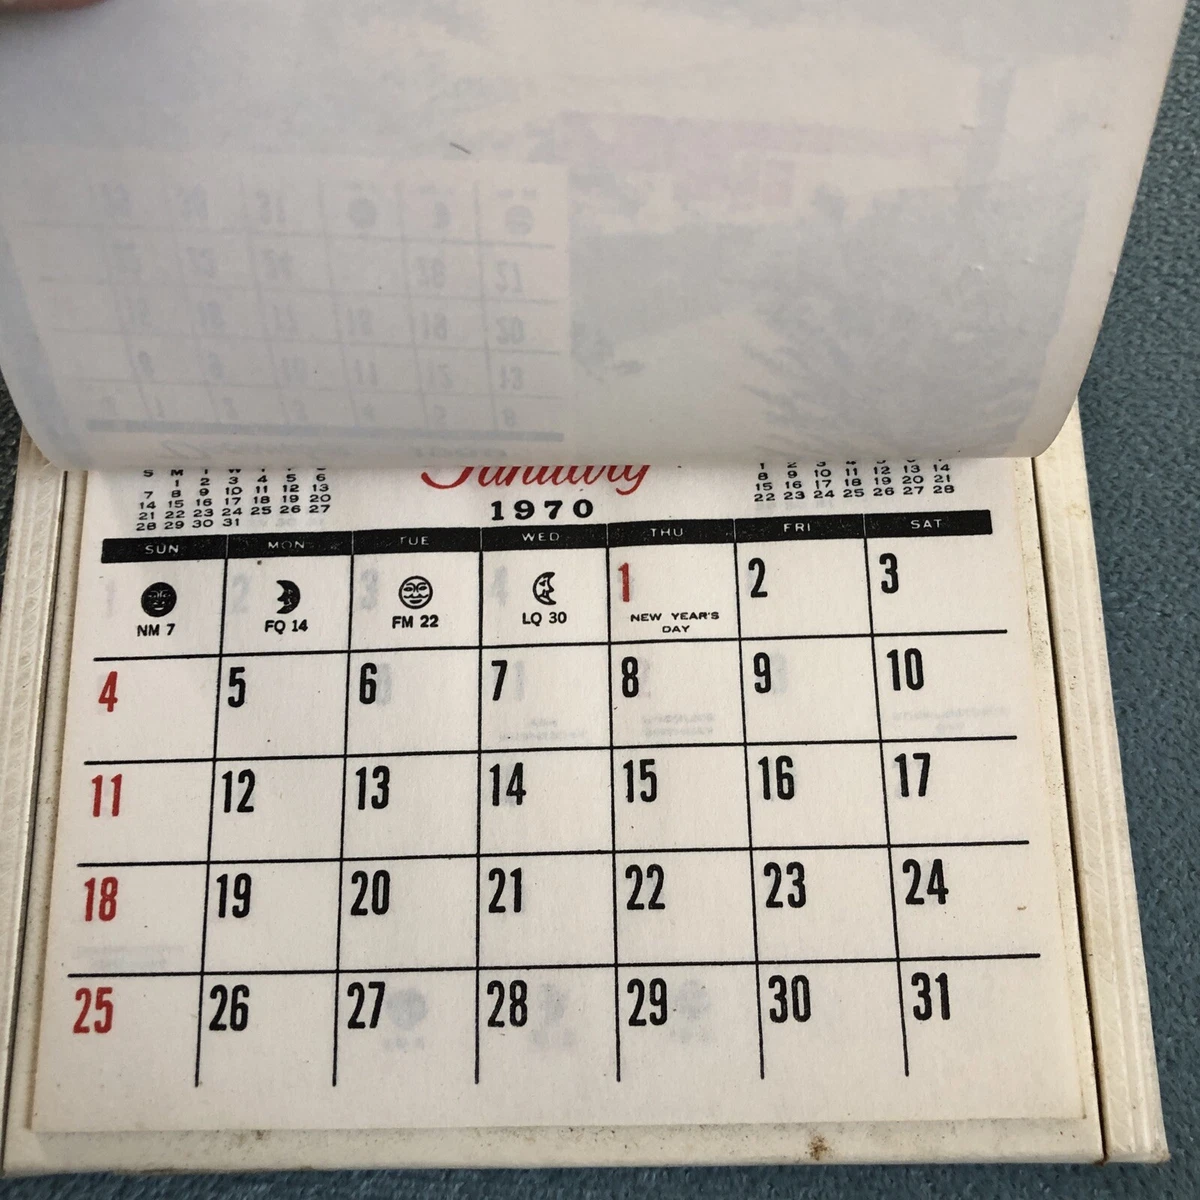 S M T W T F S
1 2 3 4 5 6
7 8 9 10 11 12 13
14 15 16 17 18 19 20
21 22 23 24 25 26 27
28 29 30 31
January
1970
1 2 3 4 5 6 7
8 9 10 11 12 13 14
15 16 17 18 19 20 21
22 23 24 25 26 27 28
SUN MON TUE WED THU FRI SAT
NM 7 FQ 14 FM 22 LQ 30 1 2 3
NEW YEAR'S
DAY
4 5 6 7 8 9 10
11 12 13 14 15 16 17
18 19 20 21 22 23 24
25 26 27 28 29 30 31